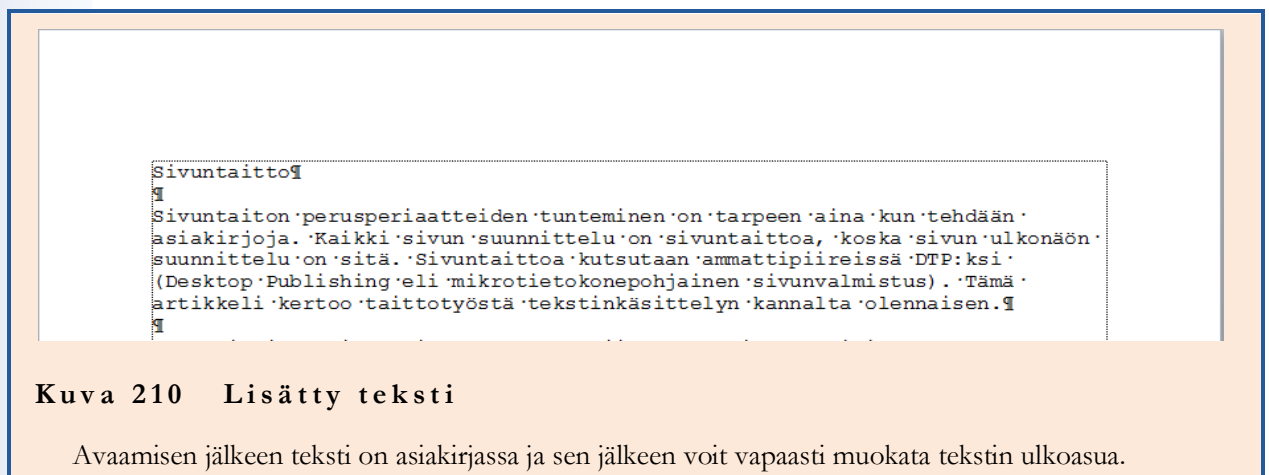 Sivuntaitto¶
¶
Sivuntaiton·perusperiaatteiden·tunteminen·on·tarpeen·aina·kun·tehdään·
asiakirjoja.·Kaikki·sivun·suunnittelu·on·sivuntaittoa,·koska·sivun·ulkonäön·
suunnittelu·on·sitä.·Sivuntaittoa·kutsutaan·ammattipiireissä·DTP:ksi·
(Desktop·Publishing·eli·mikrotietokonepohjainen·sivunvalmistus).·Tämä·
artikkeli·kertoo·taittotyöstä·tekstinkäsittelyn·kannalta·olennaisen.¶
¶
Kuva 210 Lisätty teksti
Avaamisen jälkeen teksti on asiakirjassa ja sen jälkeen voit vapaasti muokata tekstin ulkoasua.